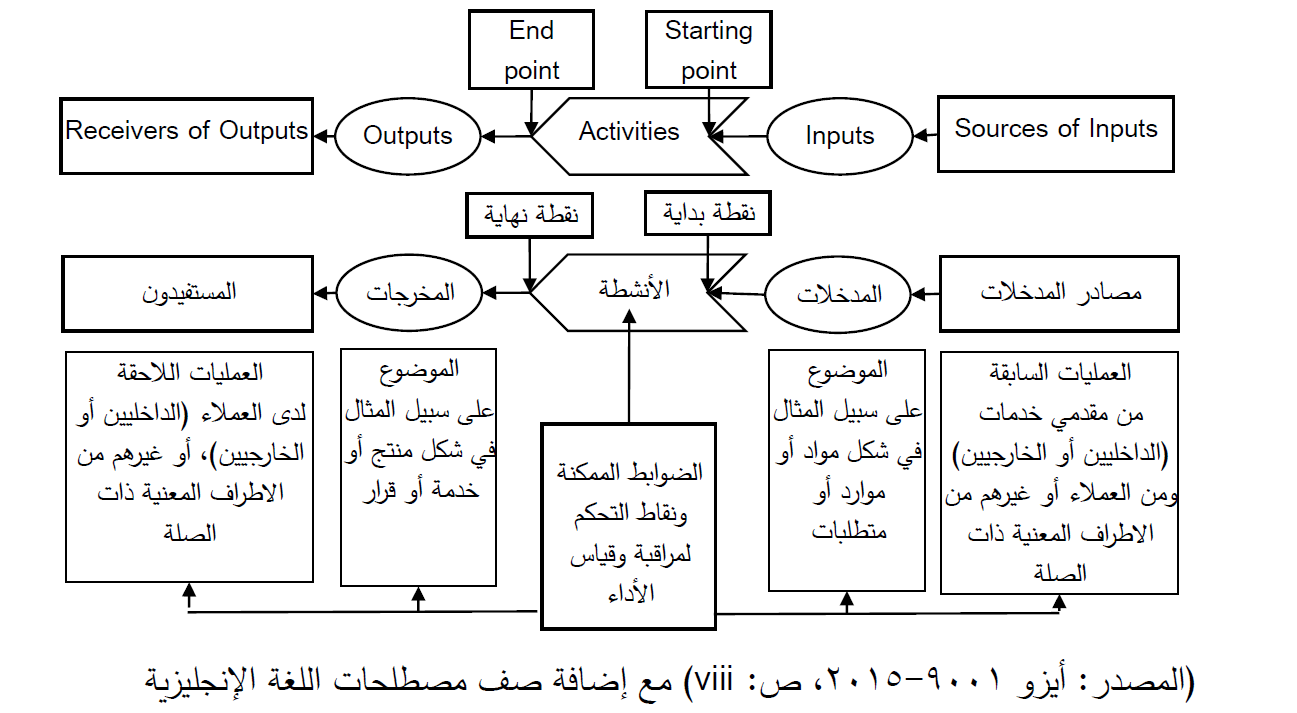 End
point
Starting
point
Receivers of Outputs
Outputs
Activities
Inputs
Sources of Inputs
نقطة نهاية
نقطة بداية
مصادر المدخلات
المدخلات
الأنشطة
المخرجات
المستفيدون
العمليات السابقة
من مقدمي خدمات
(الداخليين أو الخارجيين)
ومن العملاء أو غيرهم من
الاطراف المعنية ذات
الصلة
الموضوع
على سبيل المثال
في شكل مواد أو
موارد أو
متطلبات
الضوابط الممكنة
ونقاط التحكم
لمراقبة وقياس
الأداء
الموضوع
على سبيل المثال
في شكل منتج أو
خدمة أو قرار
العمليات اللاحقة
لدى العملاء (الداخليين أو
الخارجيين)، أو غيرهم من
الاطراف المعنية ذات
الصلة
(المصدر: أيزو ٩٠٠١-٢٠١٥، ص: viii) مع إضافة صف مصطلحات اللغة الإنجليزية